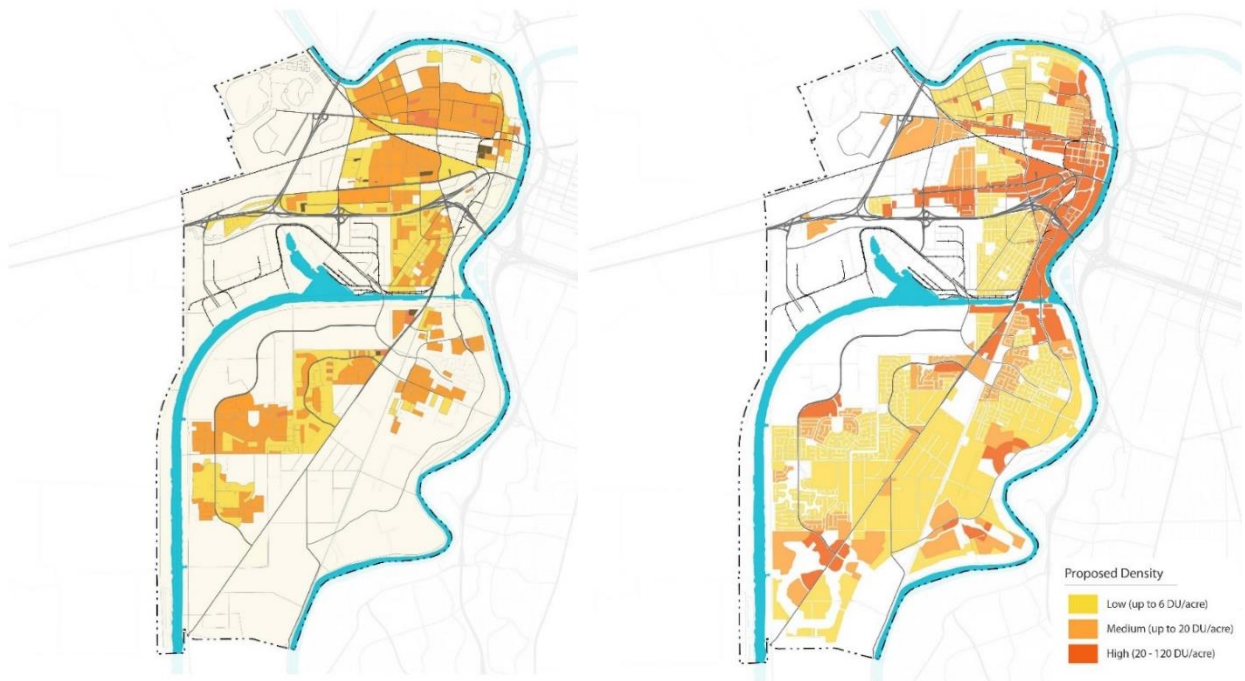 Proposed Density
Low (up to 6 DU/acre)
Medium (up to 20 DU/acre)
High (20 - 120 DU/acre)